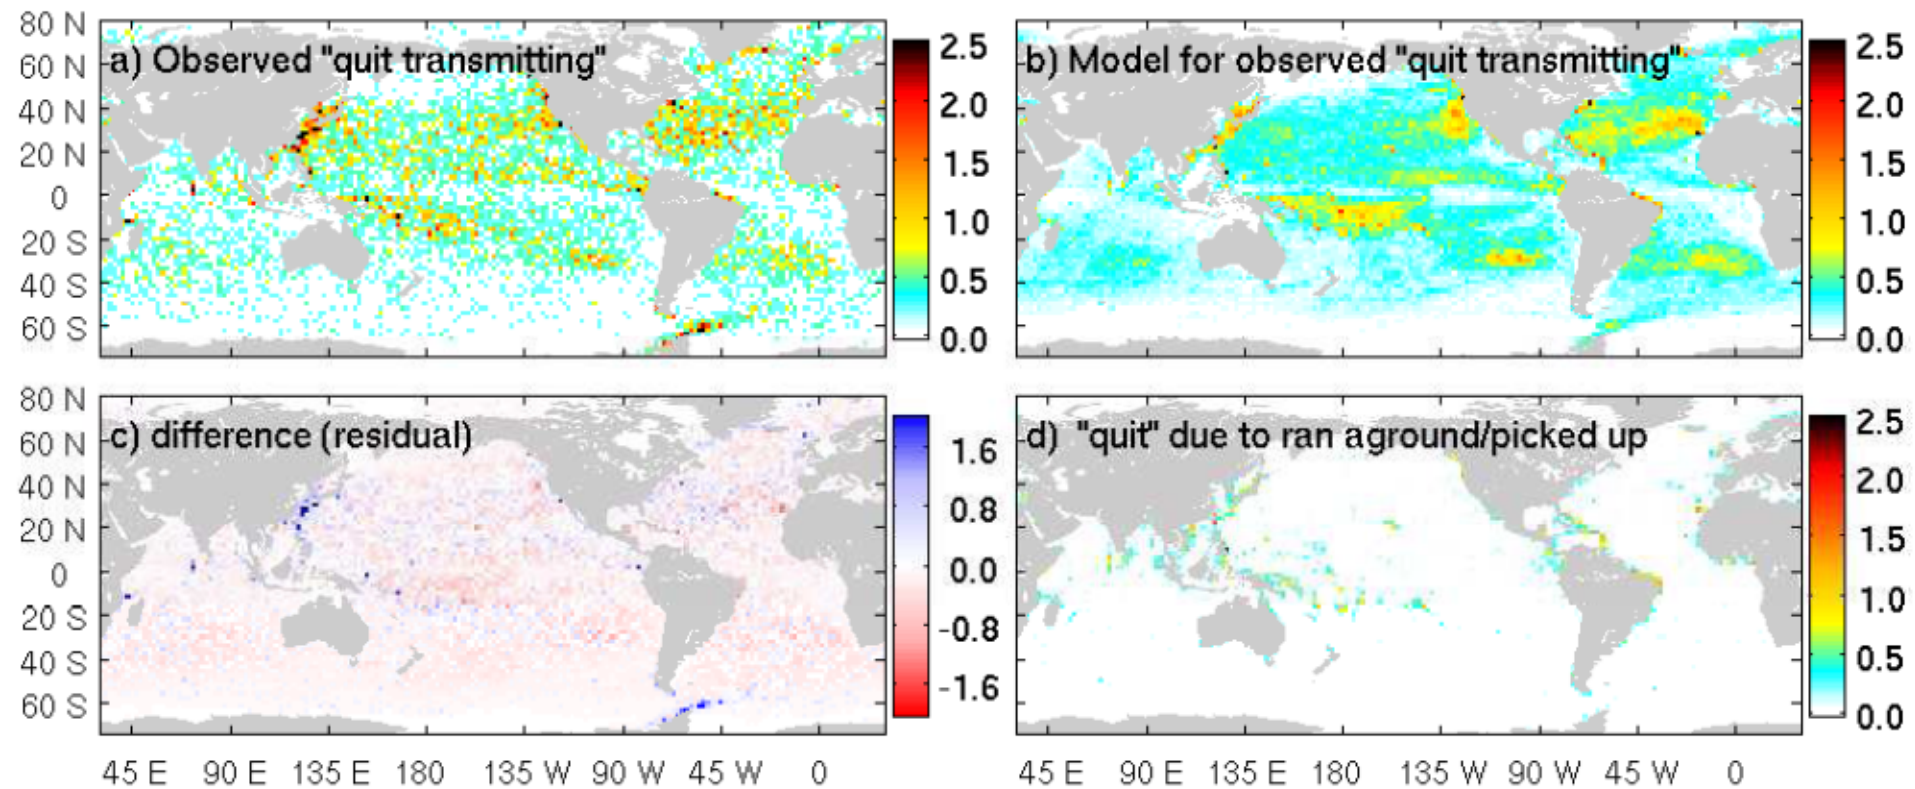 80 N
60 N
40 N
20 N
0
20 S
40 S
60 S
a) Observed "quit transmitting"
2.5
2.0
1.5
1.0
0.5
0.0
b) Model for observed "quit transmitting"
2.5
2.0
1.5
1.0
0.5
0.0
80 N
60 N
40 N
20 N
0
20 S
40 S
60 S
c) difference (residual)
1.6
0.8
0.0
-0.8
-1.6
d) "quit" due to ran aground/picked up
2.5
2.0
1.5
1.0
0.5
0.0
45 E 90 E 135 E 180 135 W 90 W 45 W 0
45 E 90 E 135 E 180 135 W 90 W 45 W 0